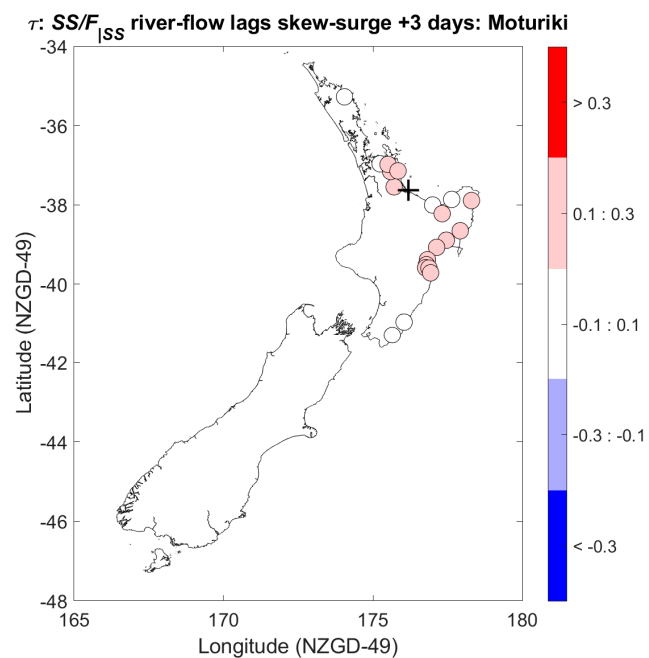 τ: SS/F|SS river-flow lags skew-surge +3 days: Moturiki
-34
-36
-38
-40
-42
-44
-46
-48
Latitude (NZGD-49)
165
170
175
180
Longitude (NZGD-49)
> 0.3
0.1 : 0.3
-0.1 : 0.1
-0.3 : -0.1
< -0.3